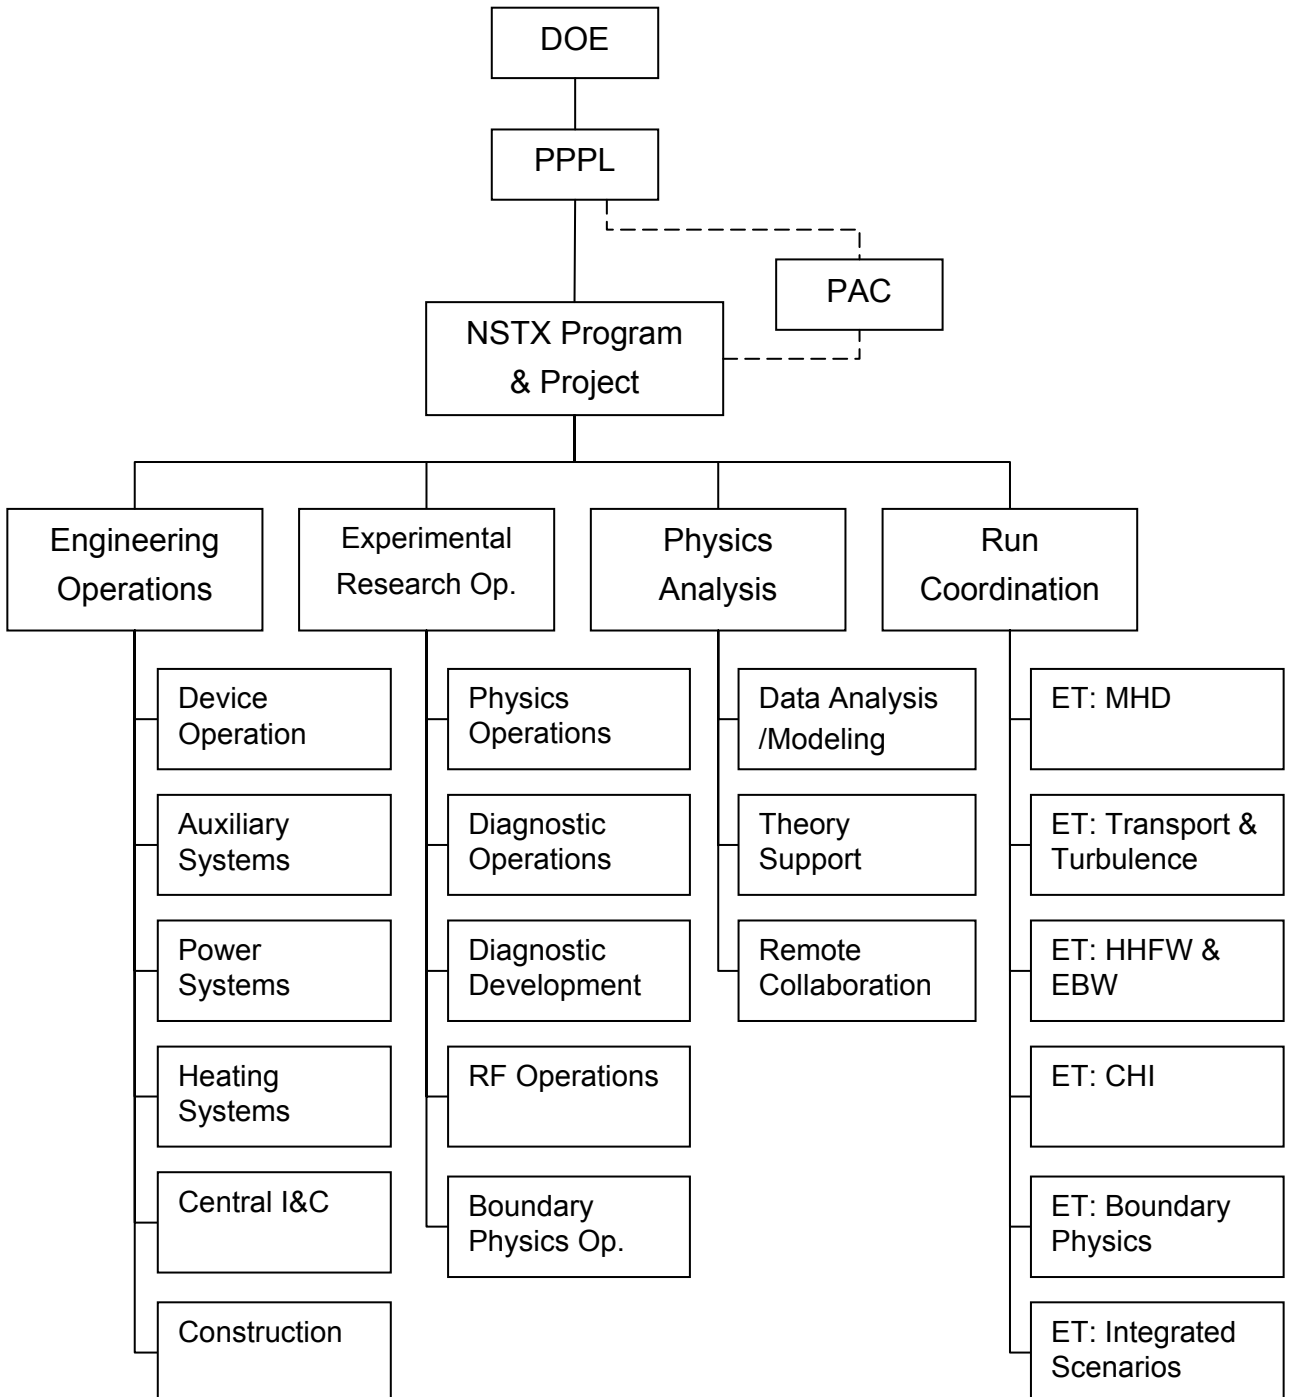 DOE
PPPL
PAC
NSTX Program
& Project
Engineering
Operations
Experimental
Research Op.
Physics
Analysis
Run
Coordination
Device
Operation
Auxiliary
Systems
Power
Systems
Heating
Systems
Central I&C
Construction
Physics
Operations
Diagnostic
Operations
Diagnostic
Development
RF Operations
Boundary
Physics Op.
Data Analysis
/Modeling
Theory
Support
Remote
Collaboration
ET: MHD
ET: Transport &
Turbulence
ET: HHFW &
EBW
ET: CHI
ET: Boundary
Physics
ET: Integrated
Scenarios